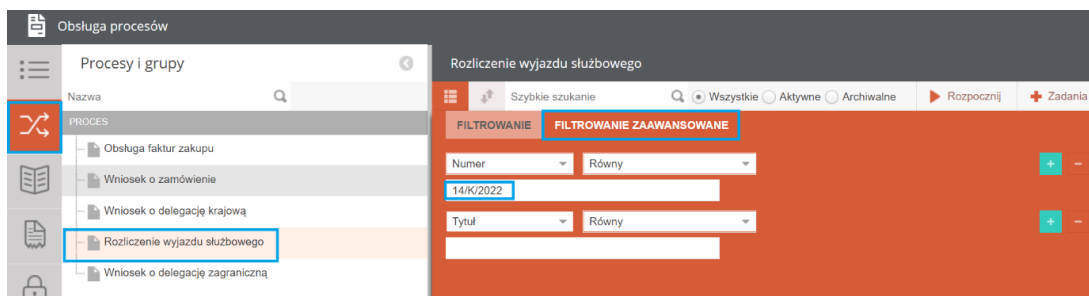 Obsługa procesów
Procesy i grupy
Nazwa
PROCES
Obsługa faktur zakupu
Wniosek o zamówienie
Wniosek o delegację krajową
Rozliczenie wyjazdu służbowego
Wniosek o delegację zagraniczną
Rozliczenie wyjazdu służbowego
Szybkie szukanie Wszystkie Aktywne Archiwalne Rozpocznij Zadania
FILTROWANIE FILTROWANIE ZAAWANSOWANE
Numer Równy
14/K/2022
Tytuł Równy